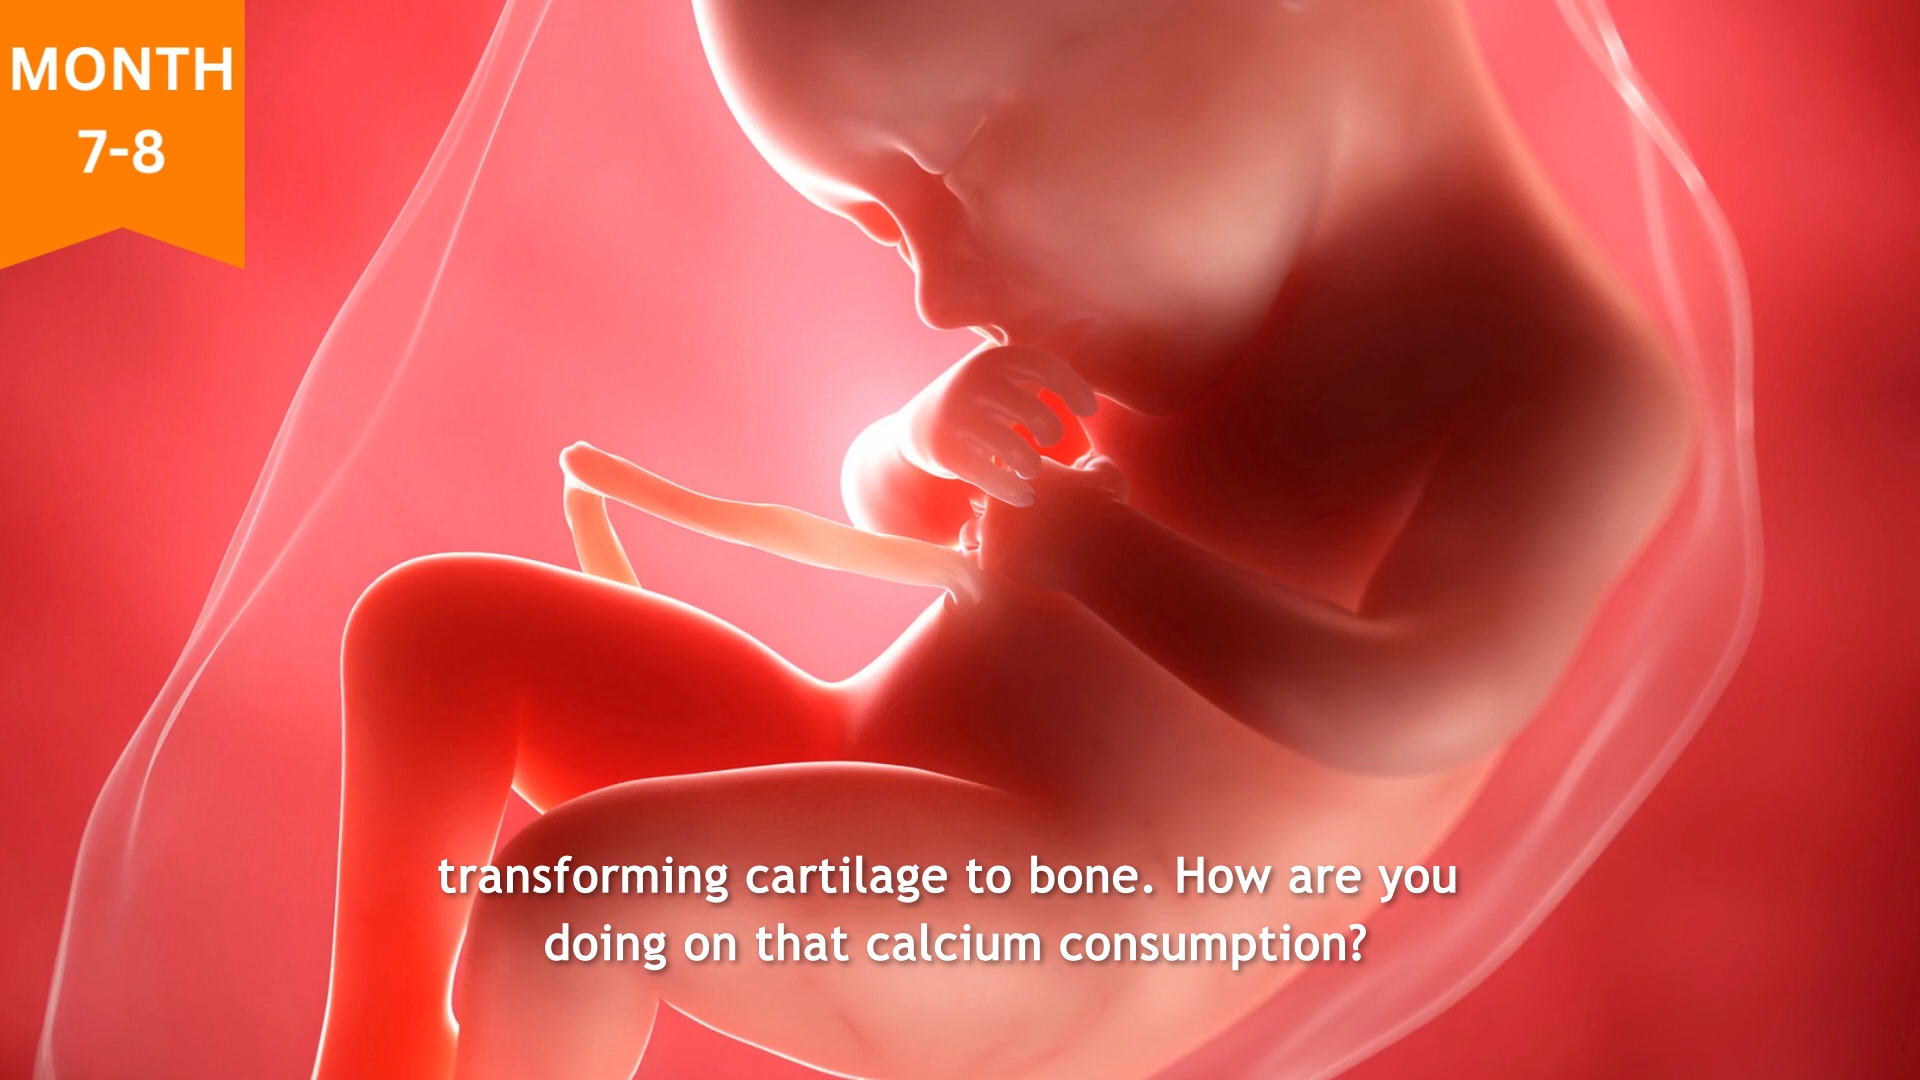 MONTH
7-8
transforming cartilage to bone. How are you
doing on that calcium consumption?